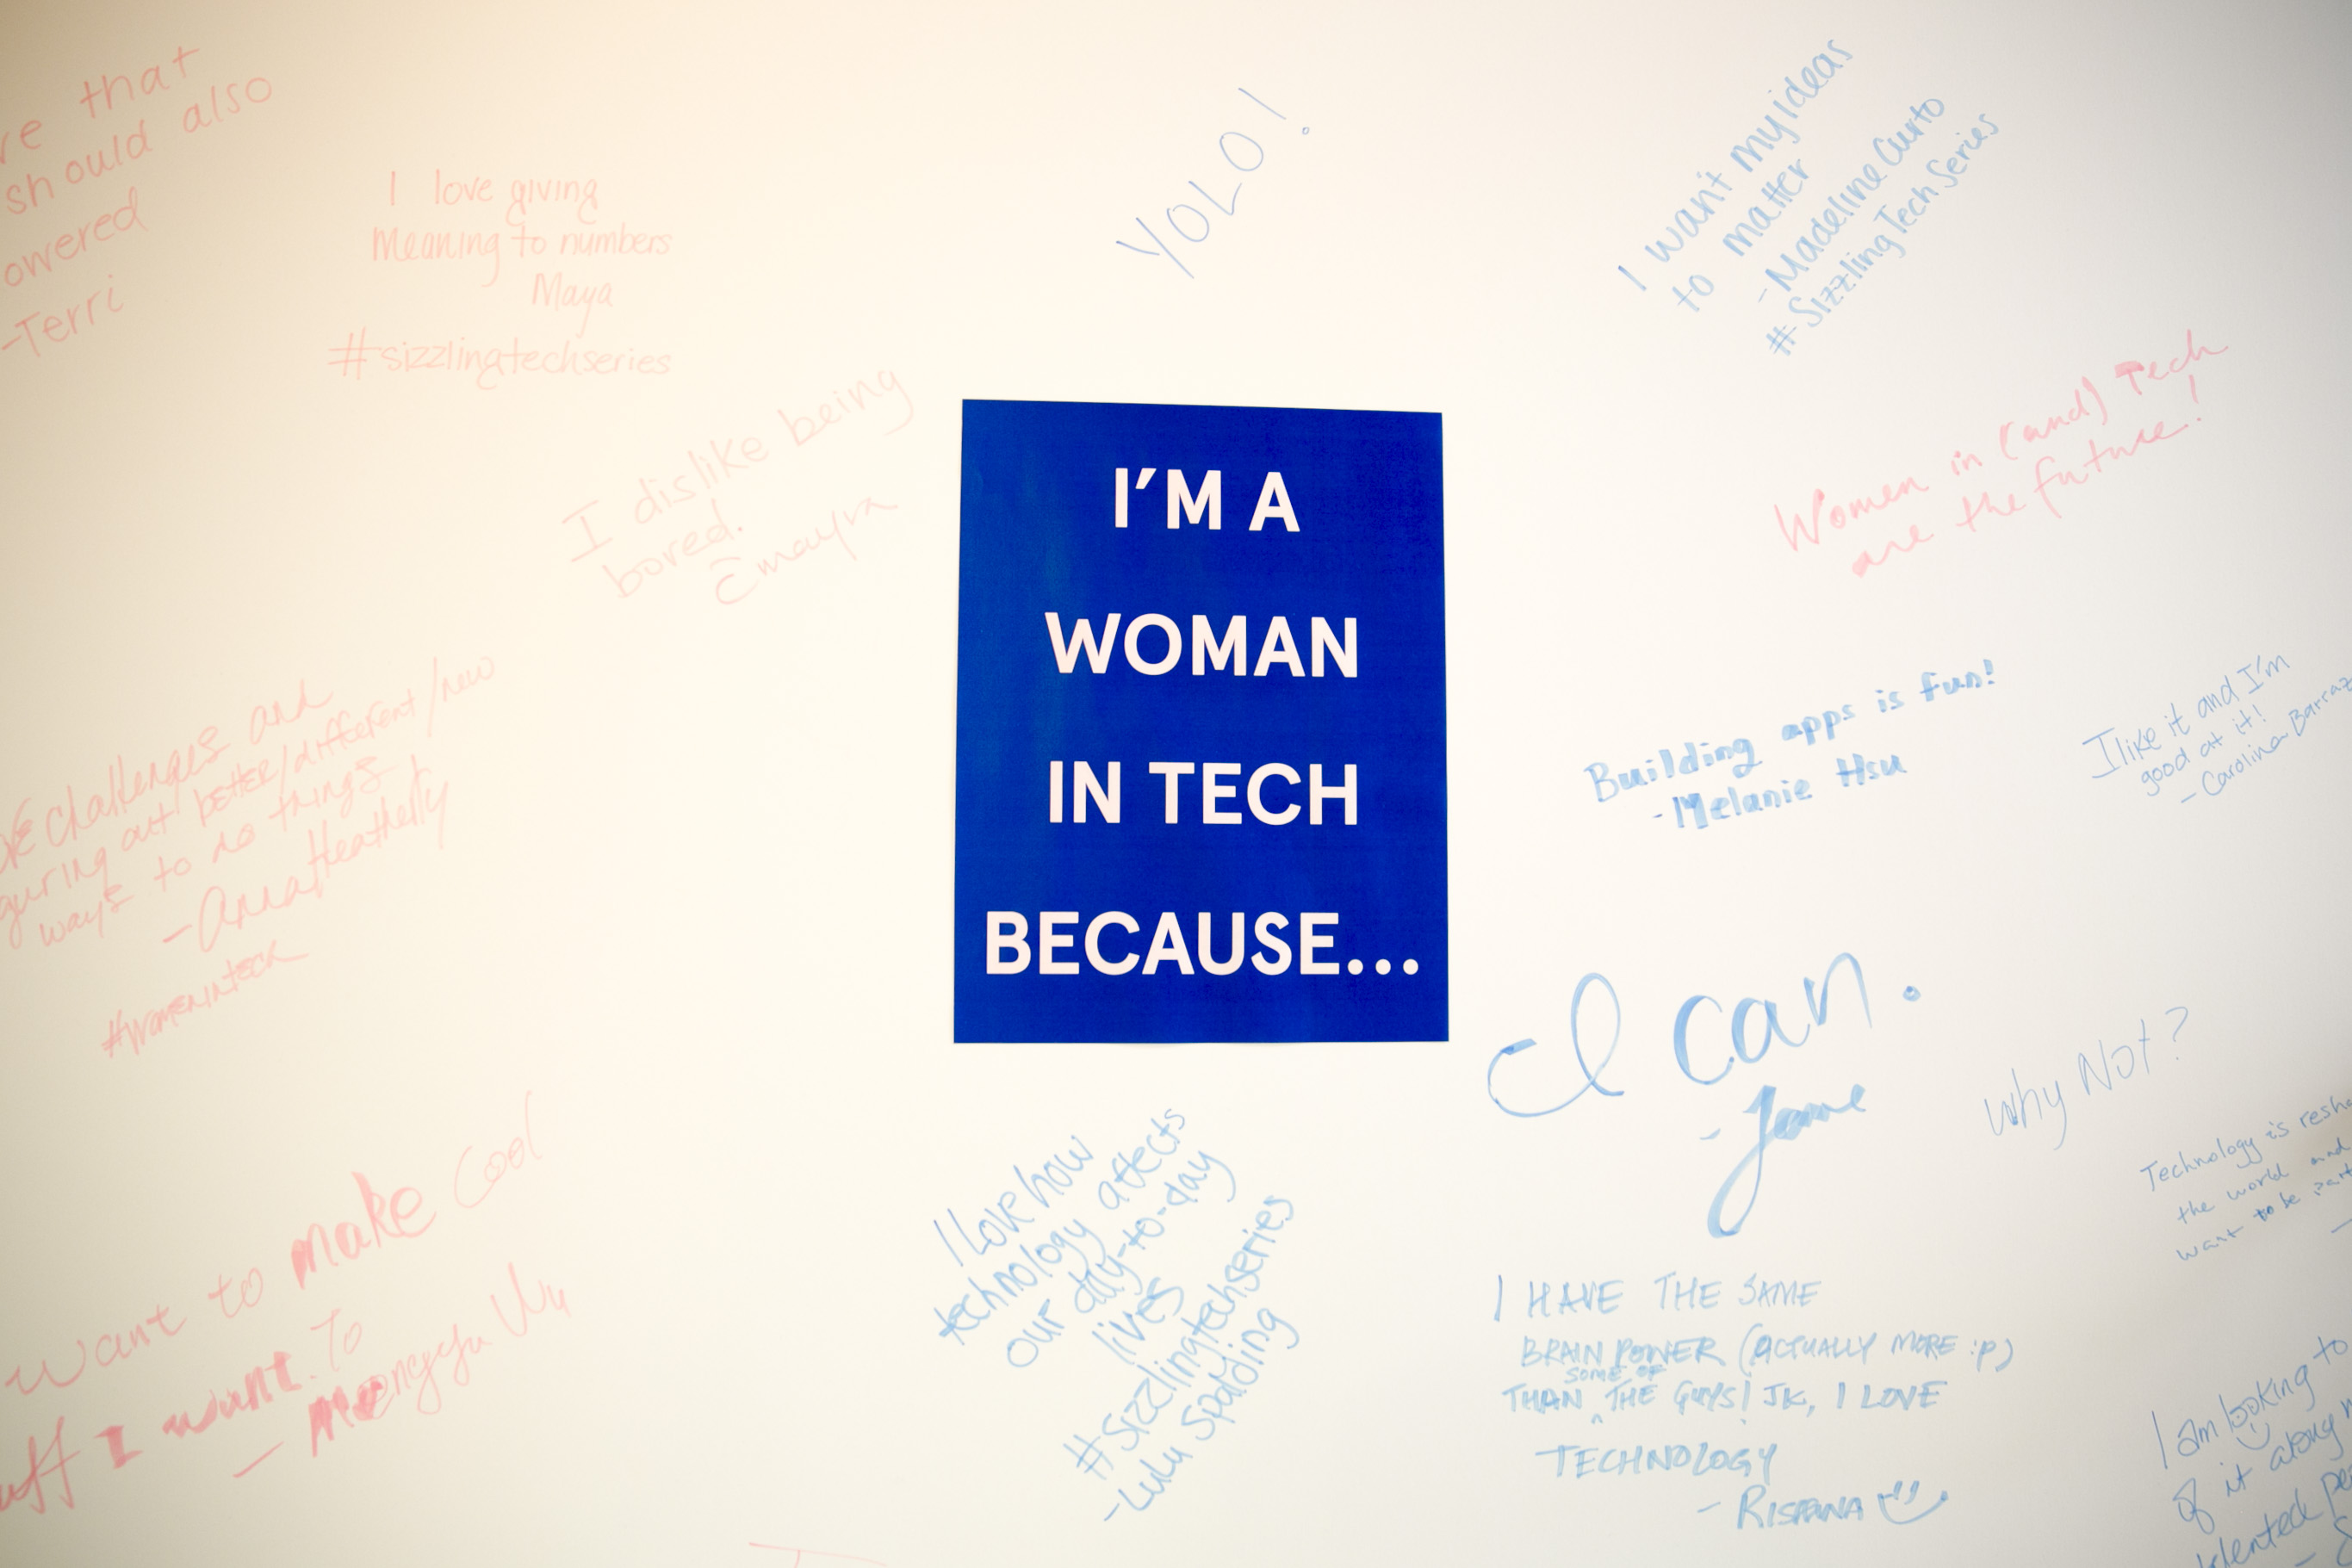 I'M A
WOMAN
IN TECH
BECAUSE...
re that
should also
owered
-Terri
I love giving
Meaning to numbers
Maya
#sizzlingtechseries
I dislike being
bored.
Emayra
challenges and
guring out better/different/new
ways to do things!
-Anna Heatherly
#WOMENINTECH
want to make cool
uff I want. To
- Mengyu Wu
YOLO!
I want my ideas
to matter
- Madeline Curto
#SizzlingTechSeries
Women in (and) Tech
are the future!
Building apps is fun!
-Melanie Hsu
I like it and I'm
good at it!
- Carolina Barraz
I can.
-Jame
Why Not?
Technology is resh
the world and
want to be part
I love how
technology affects
our day-to-day
lives
#Sizzlingtechseries
-Lulu Spalding
I HAVE THE SAME
BRAIN POWER (ACTUALLY MORE :P)
SOME OF
THAN ^ THE GUYS! JK, I LOVE
TECHNOLOGY
- RISHANA
I am looking to
of it along
talented pe